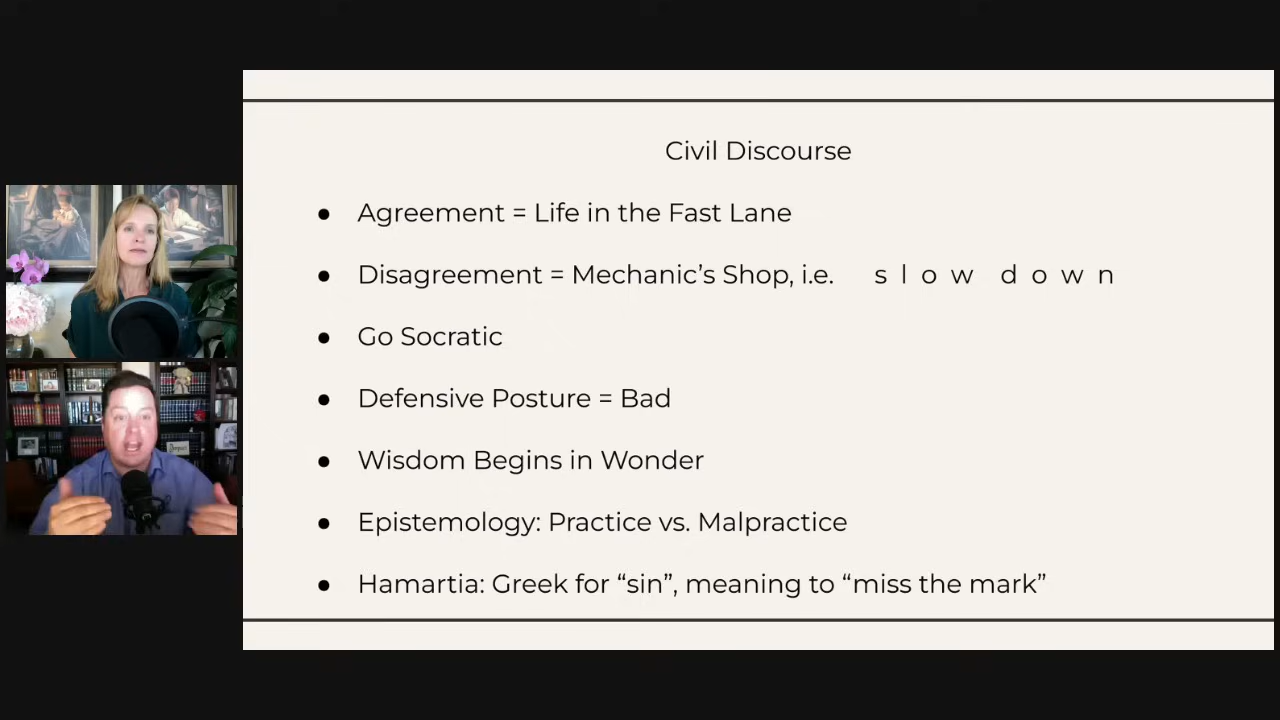 Civil Discourse
● Agreement = Life in the Fast Lane
● Disagreement = Mechanic’s Shop, i.e. s l o w d o w n
● Go Socratic
● Defensive Posture = Bad
● Wisdom Begins in Wonder
● Epistemology: Practice vs. Malpractice
● Hamartia: Greek for “sin”, meaning to “miss the mark”